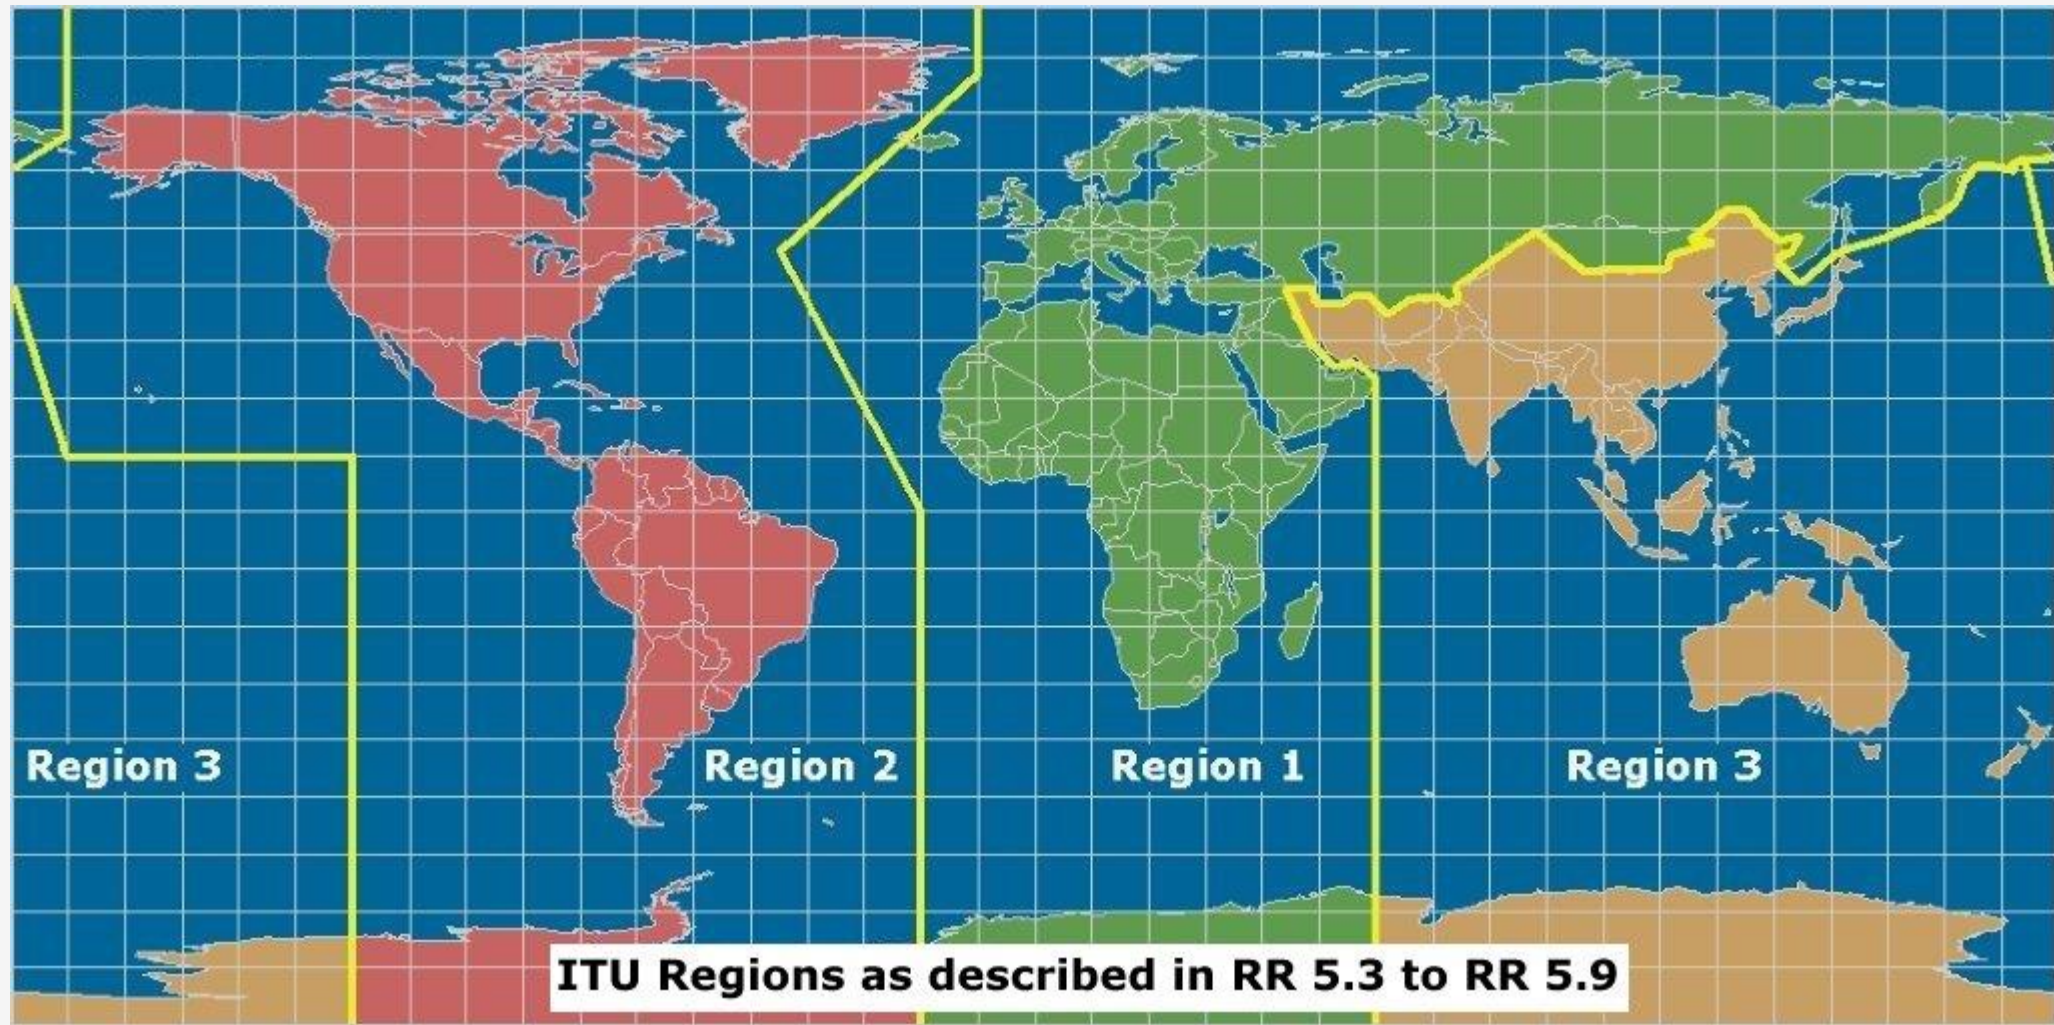 Region 3
Region 2
Region 1
Region 3
ITU Regions as described in RR 5.3 to RR 5.9